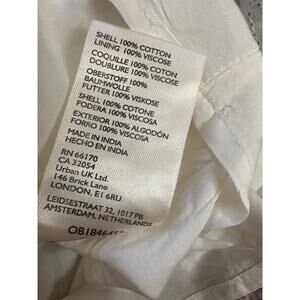 SHELL 100% COTTON
LINING 100% VISCOSE
COQUILLE 100% COTON
DOUBLURE 100% VISCOSE
OBERSTOFF 100%
BAUMWOLLE
FUTTER 100% VISKOSE
SHELL 100% COTONE
FODERA 100% VISCOSA
EXTERIOR 100% ALGODÓN
FORRO 100% VISCOSA
MADE IN INDIA
HECHO EN INDIA
RN 66170
CA 32054
Urban UK Ltd.
146 Brick Lane
LONDON, E1 6RU
LEIDSESTRAAT 32, 1017 PB
AMSTERDAM, NETHERLANDS